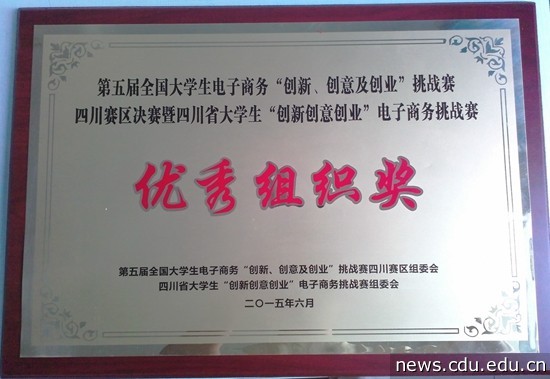 第五届全国大学生电子商务“创新、创意及创业”挑战赛
四川赛区决赛暨四川省大学生“创新创意创业”电子商务挑战赛
优秀组织奖
第五届全国大学生电子商务“创新、创意及创业”挑战赛四川赛区组委会
四川省大学生“创新创意创业”电子商务挑战赛组委会
二〇一五年六月
news.cdu.edu.cn